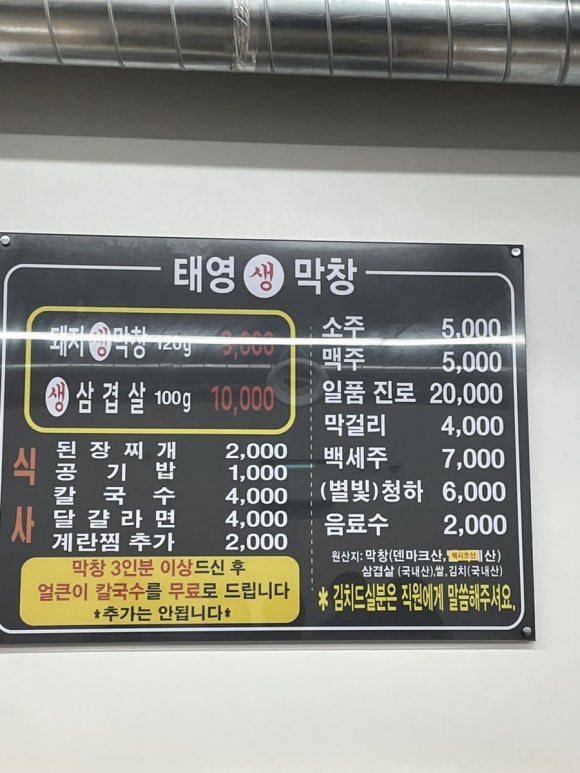 태영 생 막창
돼지 생 막창 120g 9,000
생 삼겹살 100g 10,000
식사
된장찌개 2,000
공기밥 1,000
칼국수 4,000
달걀라면 4,000
계란찜 추가 2,000
막창 3인분 이상드신 후
얼큰이 칼국수를 무료로 드립니다
*추가는 안됩니다*
소주 5,000
맥주 5,000
일품 진로 20,000
막걸리 4,000
백세주 7,000
(별빛)청하 6,000
음료수 2,000
원산지: 막창(덴마크산, 멕시코산)
삼겹살 (국내산),쌀,김치(국내산)
* 김치드실분은 직원에게 말씀해주셔요.